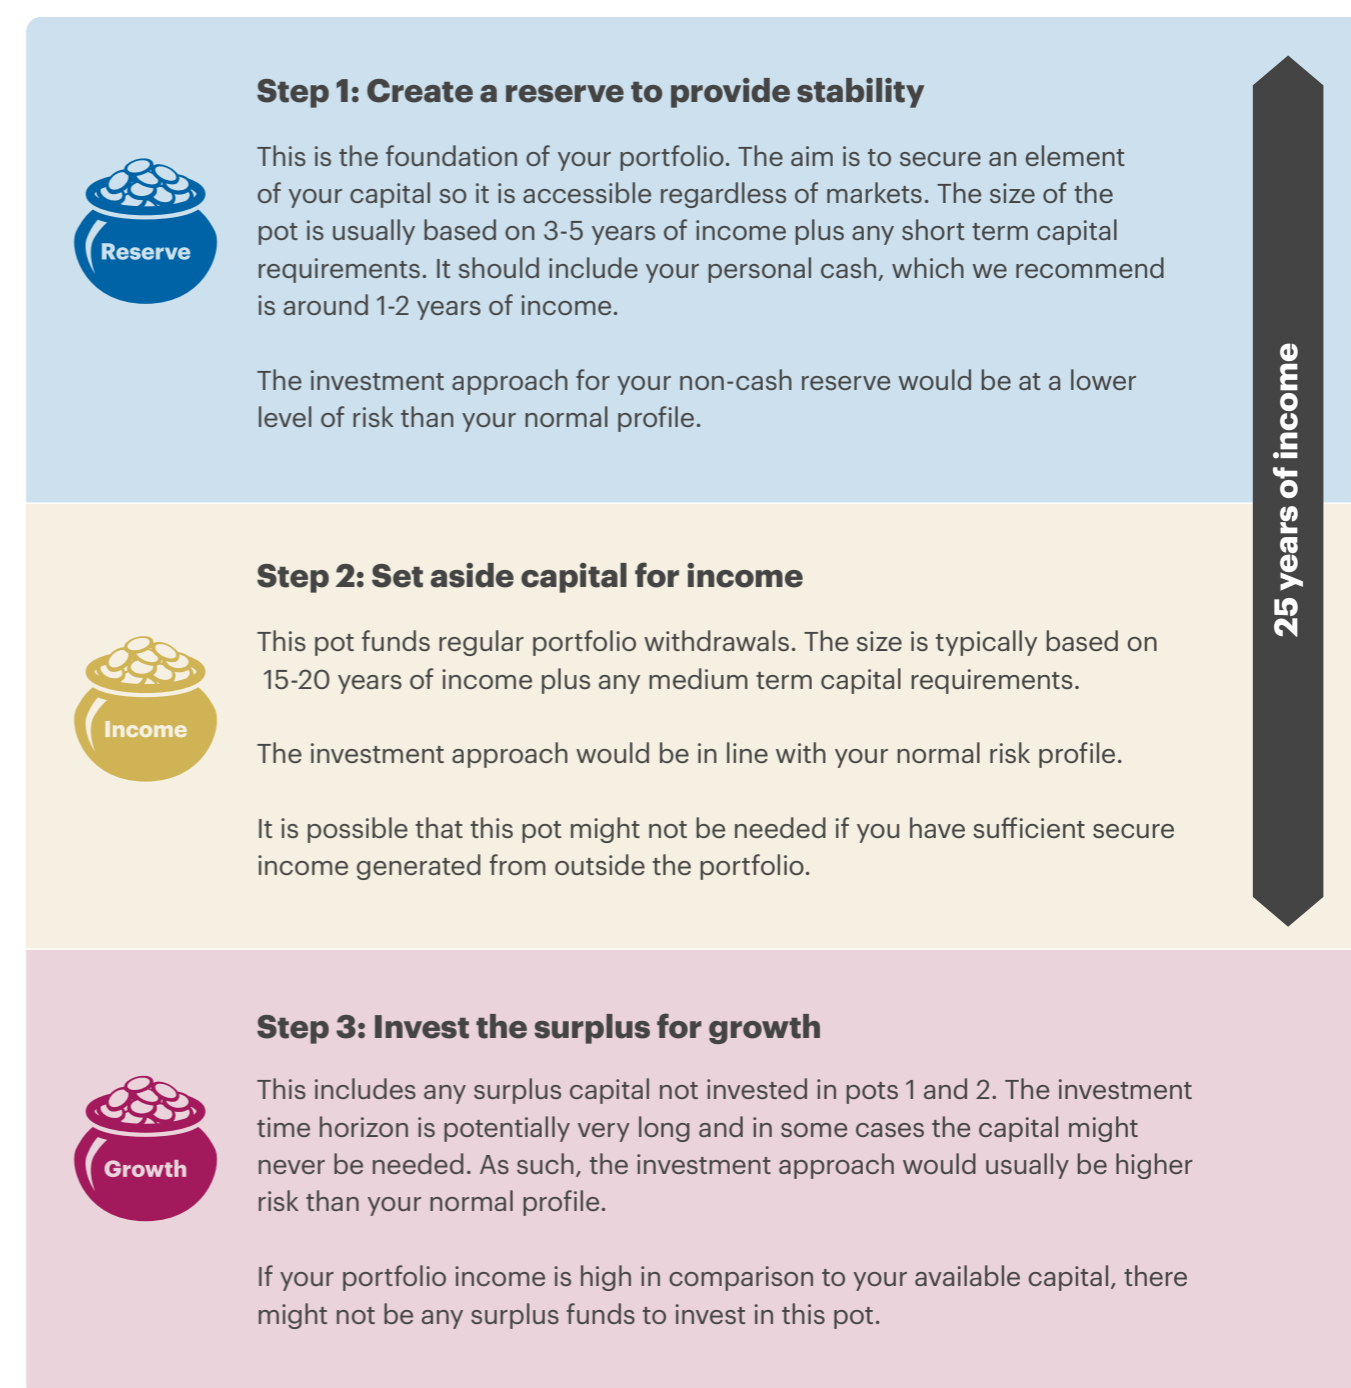 Step 1: Create a reserve to provide stability
This is the foundation of your portfolio. The aim is to secure an element
of your capital so it is accessible regardless of markets. The size of the
pot is usually based on 3-5 years of income plus any short term capital
requirements. It should include your personal cash, which we recommend
is around 1-2 years of income.
The investment approach for your non-cash reserve would be at a lower
level of risk than your normal profile.
Reserve
25 years of income
Step 2: Set aside capital for income
This pot funds regular portfolio withdrawals. The size is typically based on
15-20 years of income plus any medium term capital requirements.
The investment approach would be in line with your normal risk profile.
It is possible that this pot might not be needed if you have sufficient secure
income generated from outside the portfolio.
Income
Step 3: Invest the surplus for growth
This includes any surplus capital not invested in pots 1 and 2. The investment
time horizon is potentially very long and in some cases the capital might
never be needed. As such, the investment approach would usually be higher
risk than your normal profile.
If your portfolio income is high in comparison to your available capital, there
might not be any surplus funds to invest in this pot.
Growth